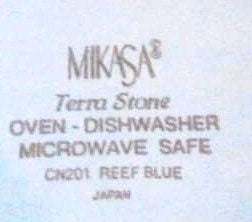 MIKASA®
Terra Stone
OVEN - DISHWASHER
MICROWAVE SAFE
CN201 REEF BLUE
JAPAN